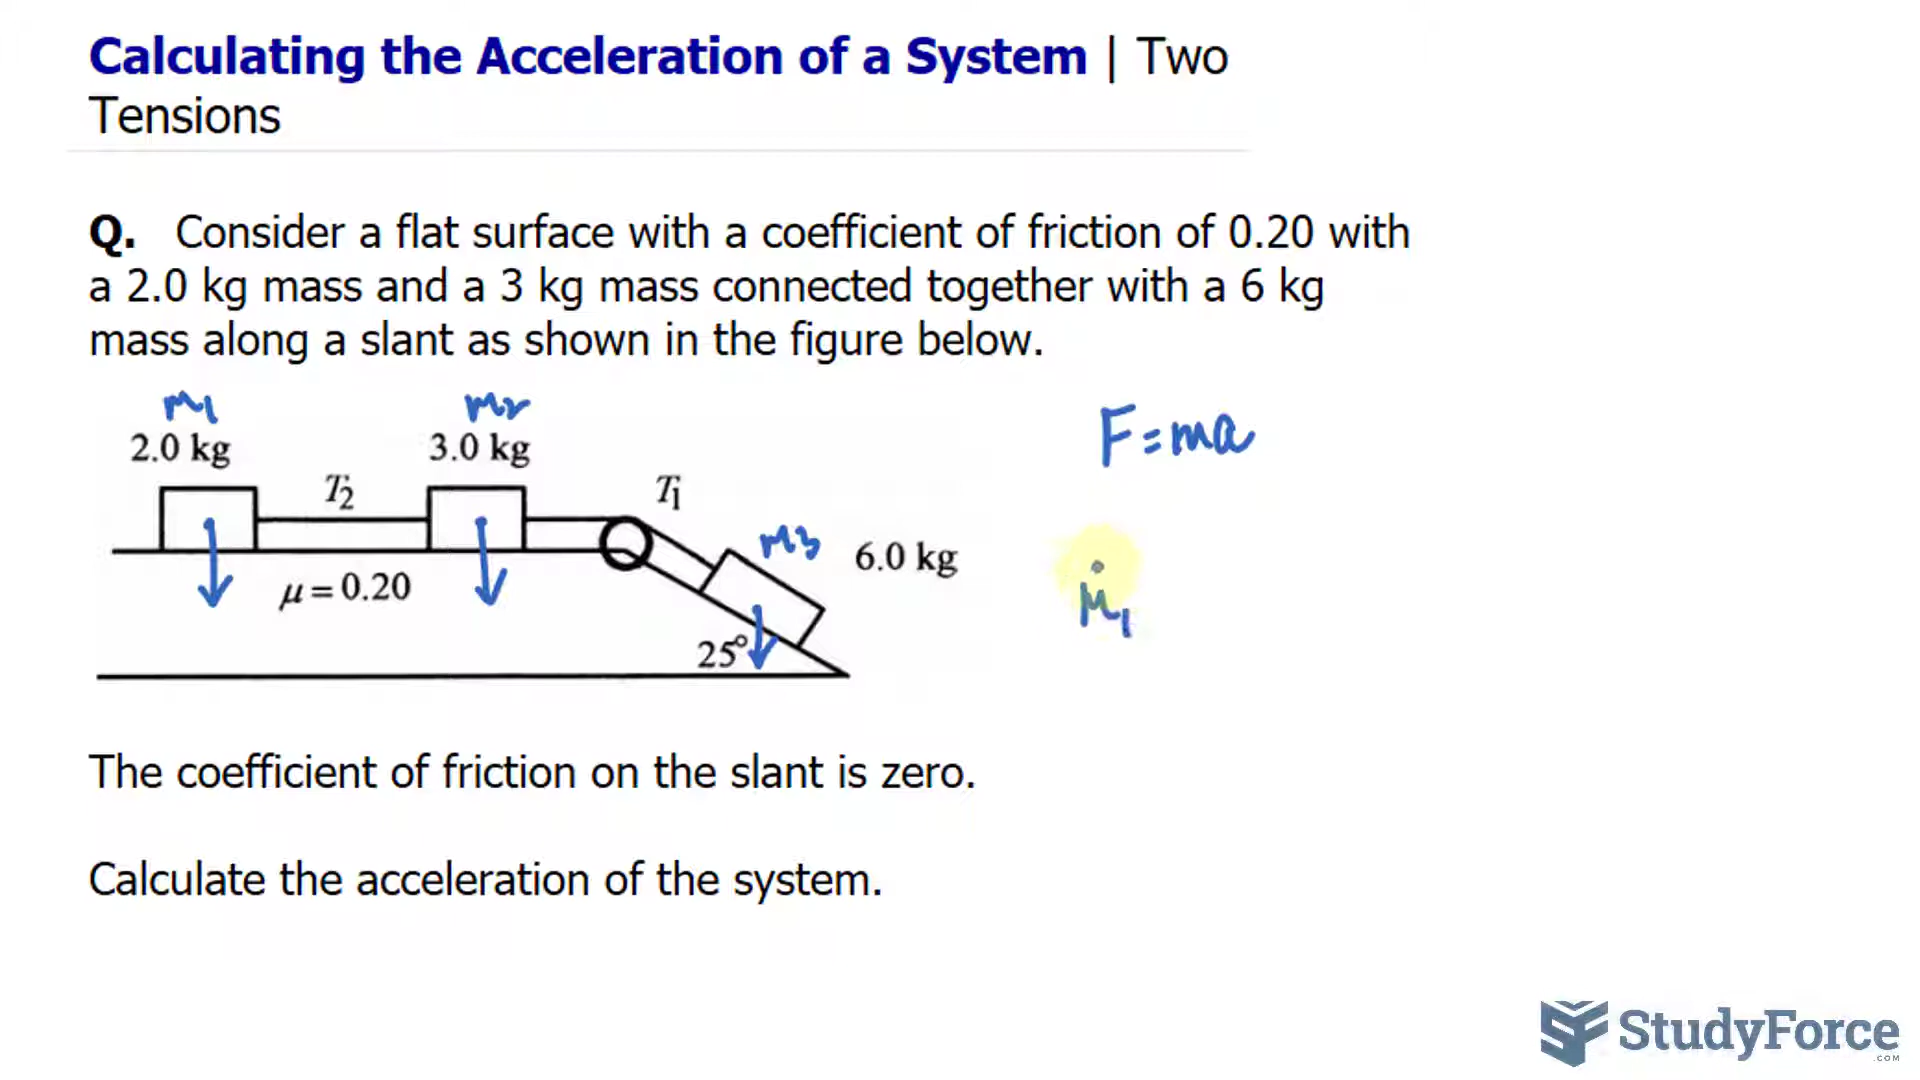 Calculating the Acceleration of a System | Two
Tensions
Q. Consider a flat surface with a coefficient of friction of 0.20 with
a 2.0 kg mass and a 3 kg mass connected together with a 6 kg
mass along a slant as shown in the figure below.
m1 m2
2.0 kg 3.0 kg
F=ma
T2 T1
m3 6.0 kg
μ = 0.20
M1
25°
The coefficient of friction on the slant is zero.
Calculate the acceleration of the system.
StudyForce
.COM